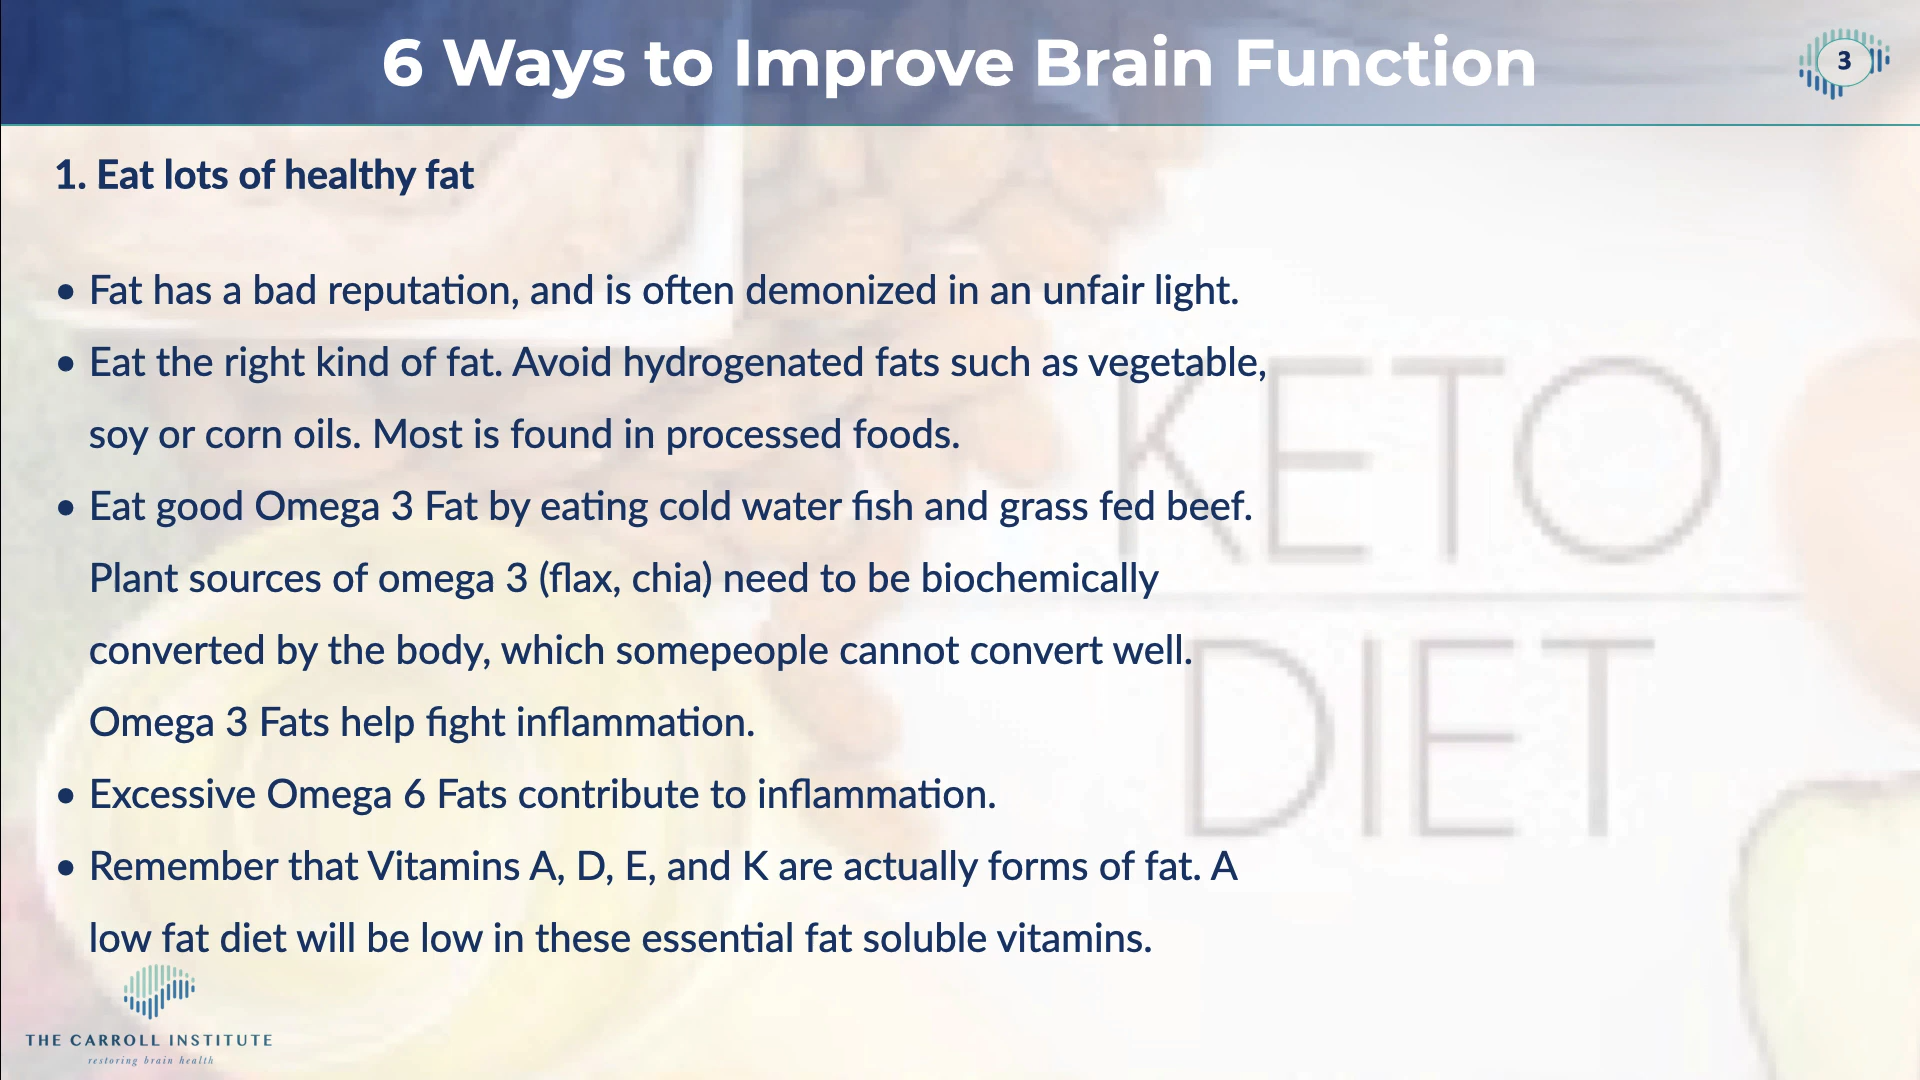 6 Ways to Improve Brain Function
3
1. Eat lots of healthy fat
• Fat has a bad reputation, and is often demonized in an unfair light.
• Eat the right kind of fat. Avoid hydrogenated fats such as vegetable,
soy or corn oils. Most is found in processed foods.
• Eat good Omega 3 Fat by eating cold water fish and grass fed beef.
Plant sources of omega 3 (flax, chia) need to be biochemically
converted by the body, which somepeople cannot convert well.
Omega 3 Fats help fight inflammation.
• Excessive Omega 6 Fats contribute to inflammation.
• Remember that Vitamins A, D, E, and K are actually forms of fat. A
low fat diet will be low in these essential fat soluble vitamins.
KETO
DIET
THE CARROLL INSTITUTE
restoring brain health